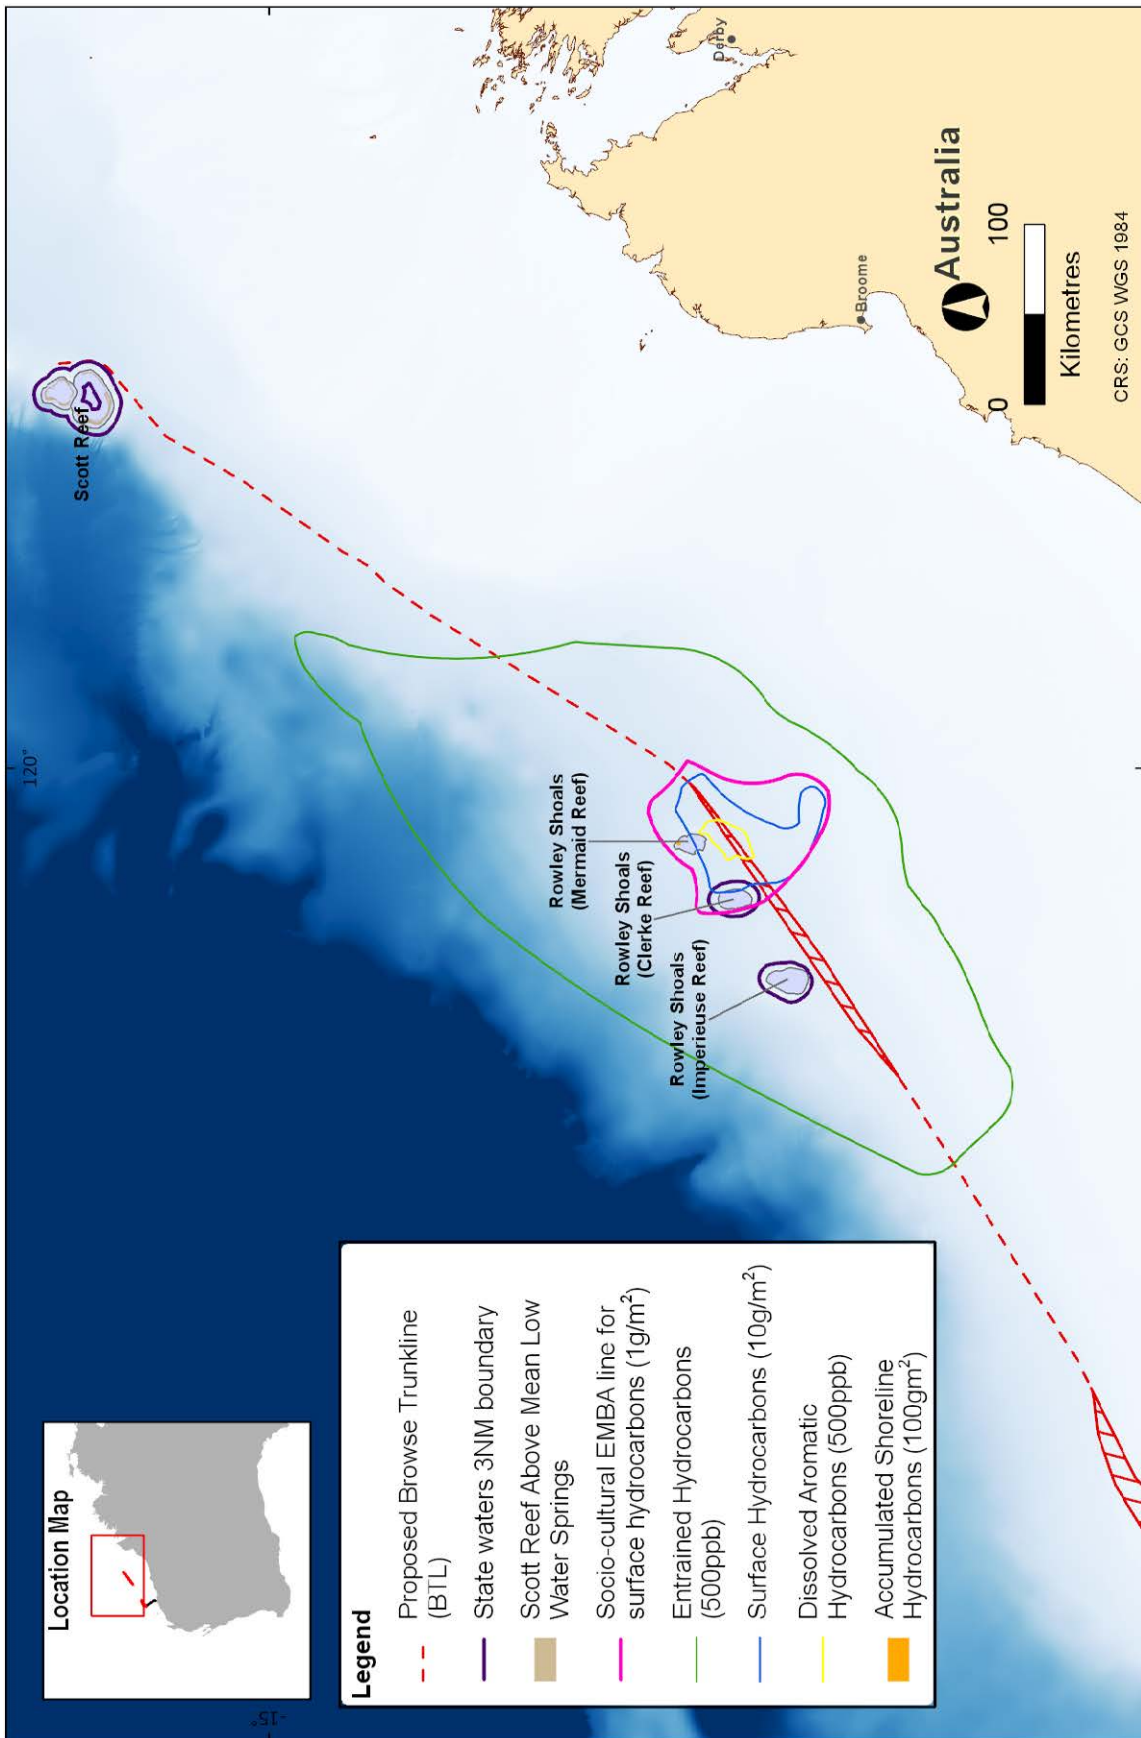 Location Map
Legend
Proposed Browse Trunkline
(BTL)
State waters 3NM boundary
Scott Reef Above Mean Low
Water Springs
Socio-cultural EMBA line for
surface hydrocarbons (1g/m²)
Entrained Hydrocarbons
(500ppb)
Surface Hydrocarbons (10g/m²)
Dissolved Aromatic
Hydrocarbons (500ppb)
Accumulated Shoreline
Hydrocarbons (100gm²)
-15°
120°
Scott Reef
Rowley Shoals
(Mermaid Reef)
Rowley Shoals
(Clerke Reef)
Rowley Shoals
(Imperieuse Reef)
Derby
Broome
Australia
0 100
Kilometres
CRS: GCS WGS 1984